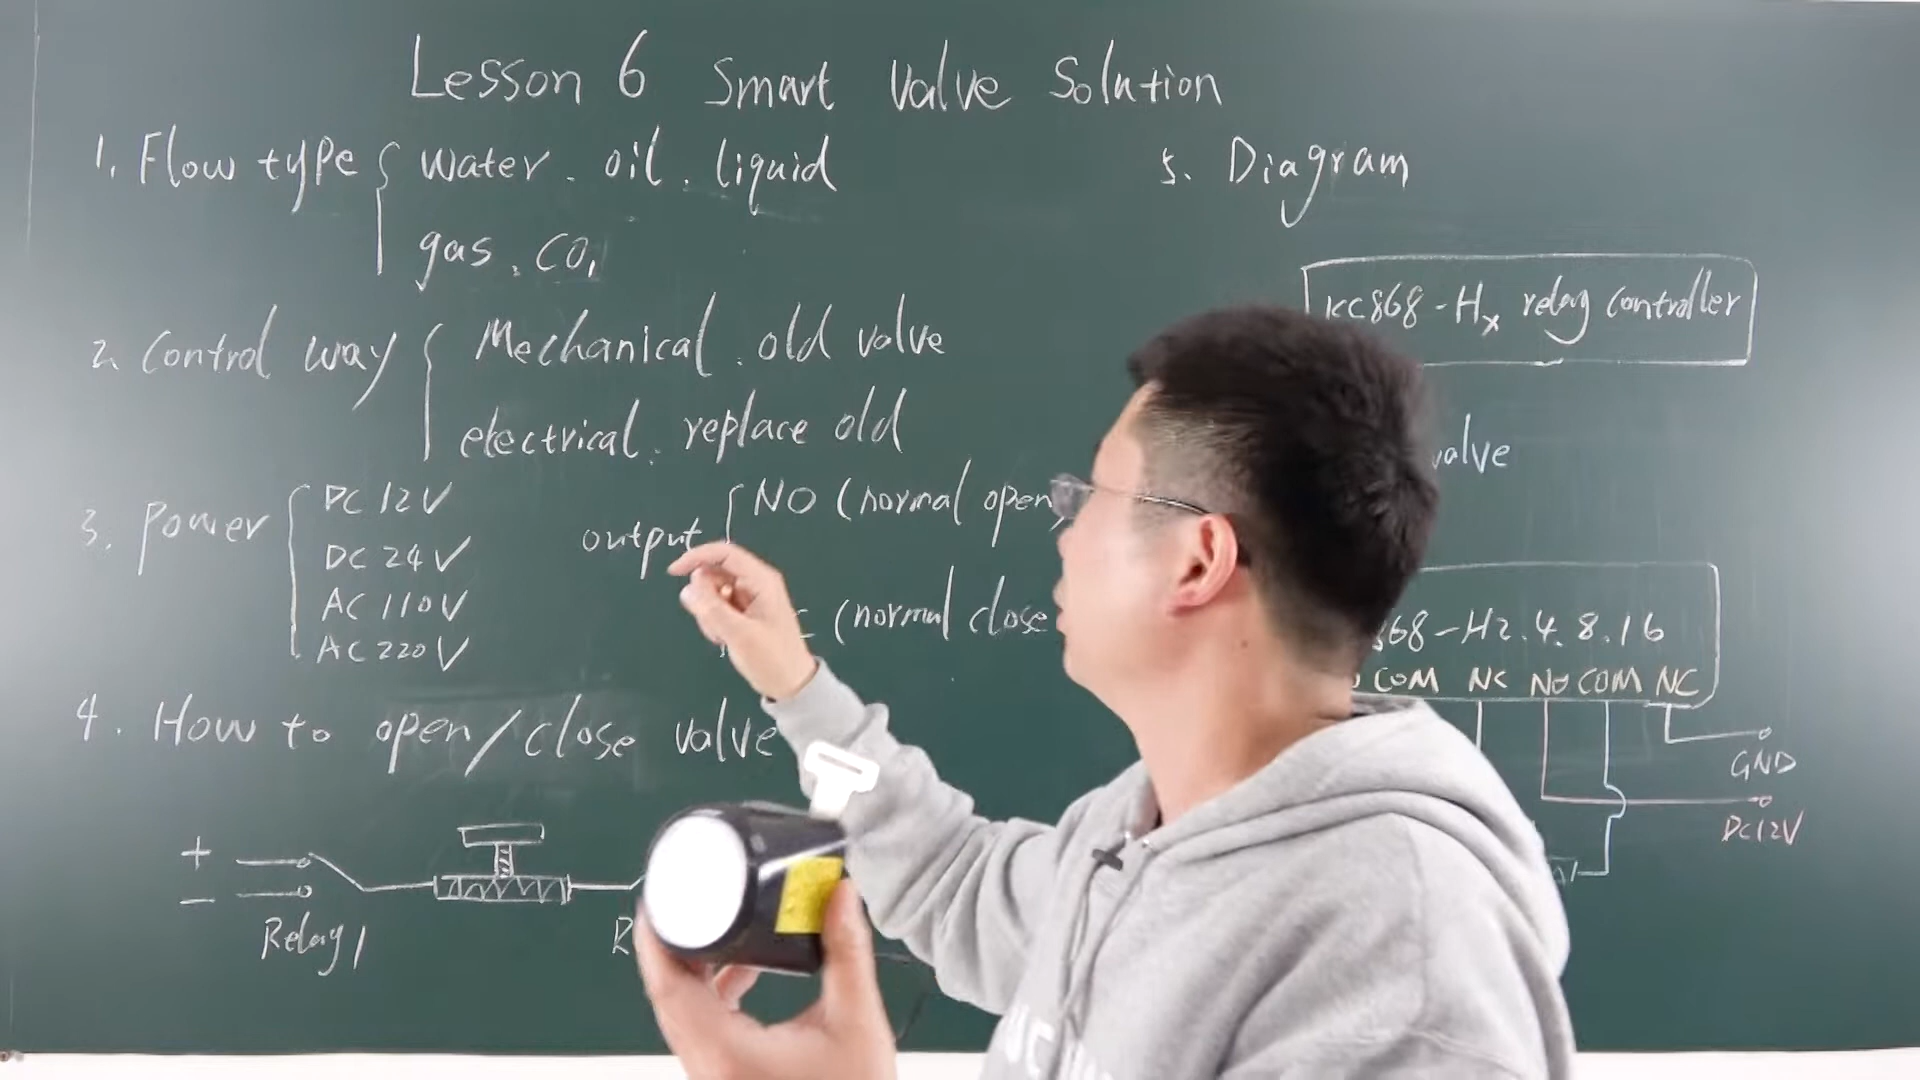 Lesson 6 Smart Valve Solution
1. Flow type { water . oil . liquid
gas . CO,
2. Control way { Mechanical . old valve
electrical . replace old
3. power { DC 12V
DC 24V
AC 110V
AC 220V
output { NO (normal open)
(normal close
4. How to open/close valve
+
-
Relay 1
5. Diagram
KC868-Hx relay controller
valve
868-H2.4.8.16
COM NC NO COM NC
GND
DC12V